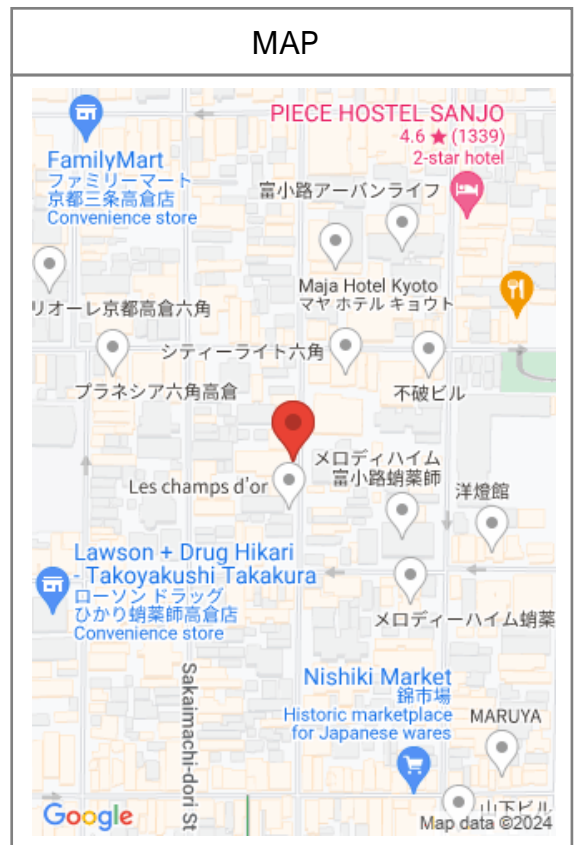 MAP
PIECE HOSTEL SANJO
4.6 ★ (1339)
2-star hotel
FamilyMart
ファミリーマート
京都三条高倉店
Convenience store
富小路アーバンライフ
Maja Hotel Kyoto
マヤ ホテル キョウト
リオーレ京都高倉六角
シティーライト六角
プラネシア六角高倉
不破ビル
メロディハイム
富小路蛸薬師
Les champs d'or
洋燈館
Lawson + Drug Hikari
- Takoyakushi Takakura
ローソン ドラッグ
ひかり蛸薬師高倉店
Convenience store
メロディーハイム蛸薬
Sakaimachi-dori St
Nishiki Market
錦市場
Historic marketplace
for Japanese wares
MARUYA
山下ビル
Google
Map data ©2024